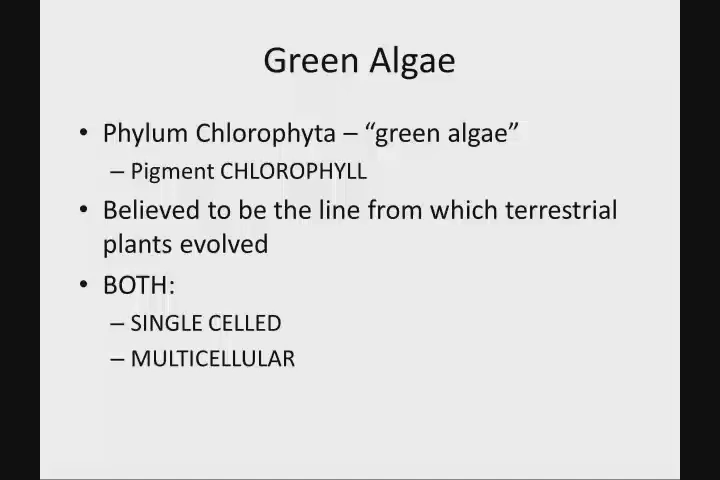 Green Algae
• Phylum Chlorophyta – “green algae”
– Pigment CHLOROPHYLL
• Believed to be the line from which terrestrial
plants evolved
• BOTH:
– SINGLE CELLED
– MULTICELLULAR